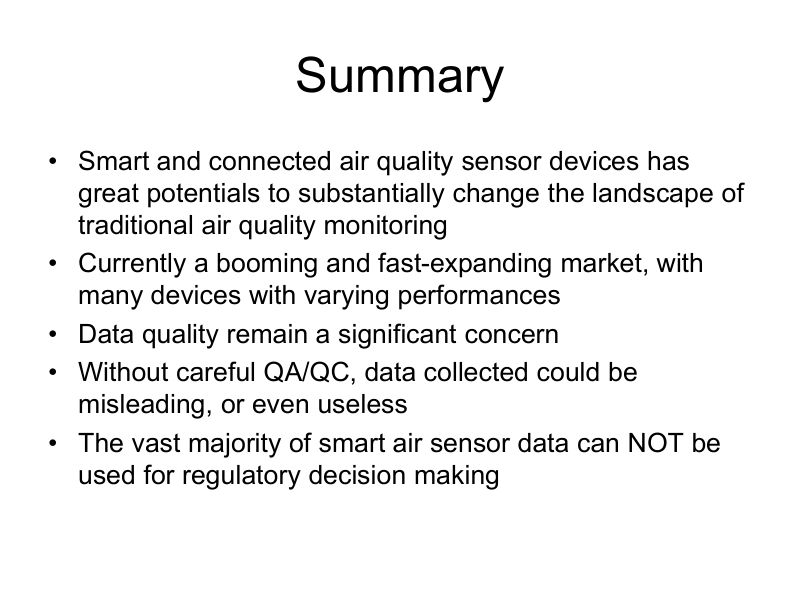 Summary
• Smart and connected air quality sensor devices has
great potentials to substantially change the landscape of
traditional air quality monitoring
• Currently a booming and fast-expanding market, with
many devices with varying performances
• Data quality remain a significant concern
• Without careful QA/QC, data collected could be
misleading, or even useless
• The vast majority of smart air sensor data can NOT be
used for regulatory decision making